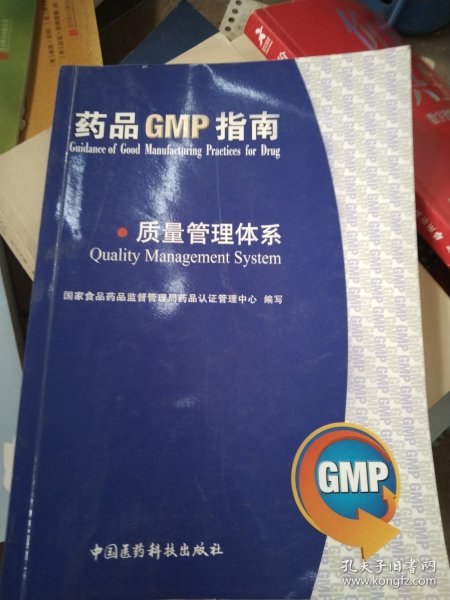 药品 GMP 指南
Guidance of Good Manufacturing Practices for Drug
• 质量管理体系
Quality Management System
国家食品药品监督管理局药品认证管理中心 编写
GMP
中国医药科技出版社
孔夫子旧书网
www.kongfz.com